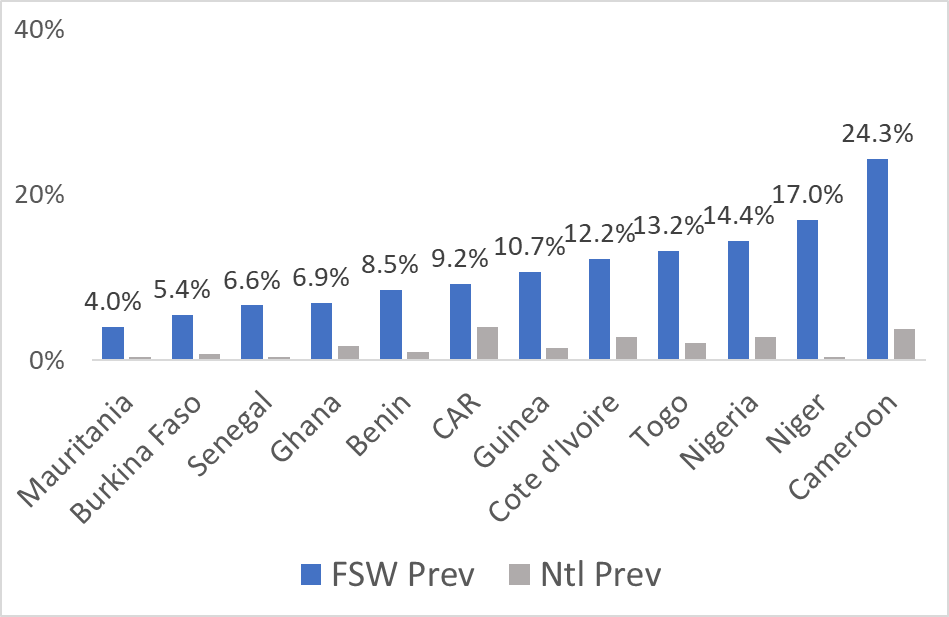 40%
20%
0%
4.0%
5.4%
6.6%
6.9%
8.5%
9.2%
10.7%
12.2%
13.2%
14.4%
17.0%
24.3%
Mauritania
Burkina Faso
Senegal
Ghana
Benin
CAR
Guinea
Cote d'Ivoire
Togo
Nigeria
Niger
Cameroon
FSW Prev
Ntl Prev